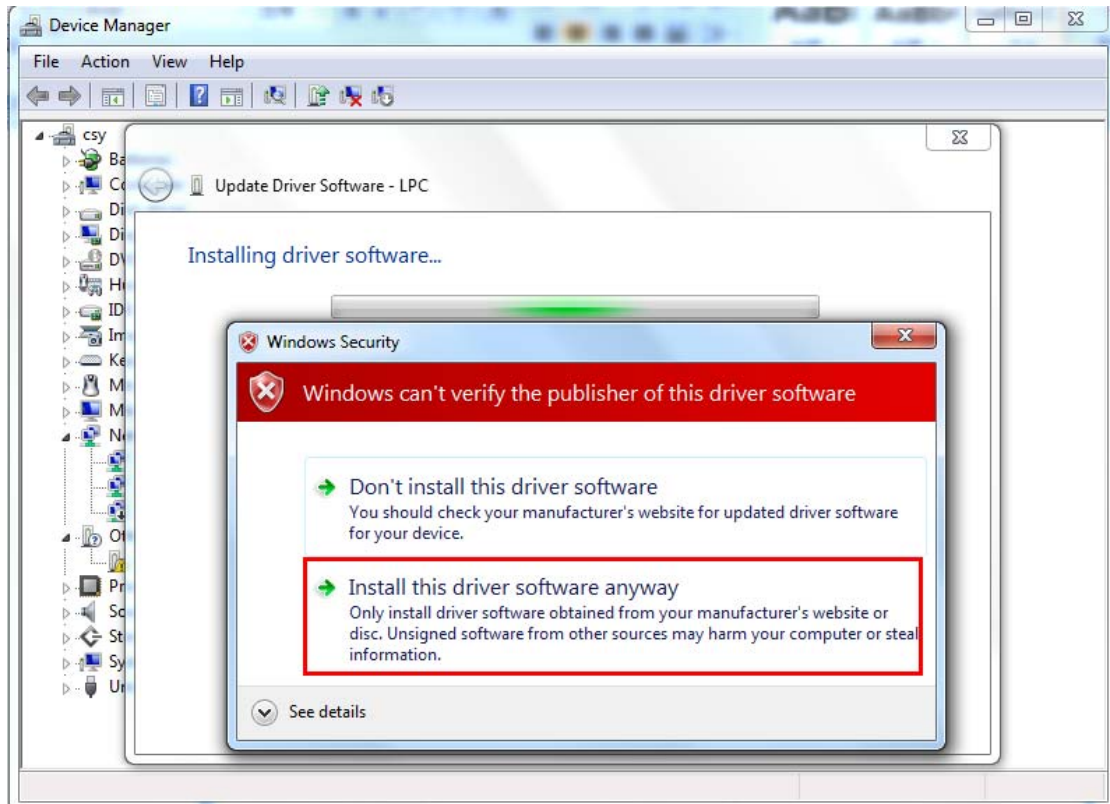 Device Manager
File Action View Help
csy
Update Driver Software - LPC
Installing driver software...
Windows Security
Windows can't verify the publisher of this driver software
Don't install this driver software
You should check your manufacturer's website for updated driver software
for your device.
Install this driver software anyway
Only install driver software obtained from your manufacturer's website or
disc. Unsigned software from other sources may harm your computer or steal
information.
See details